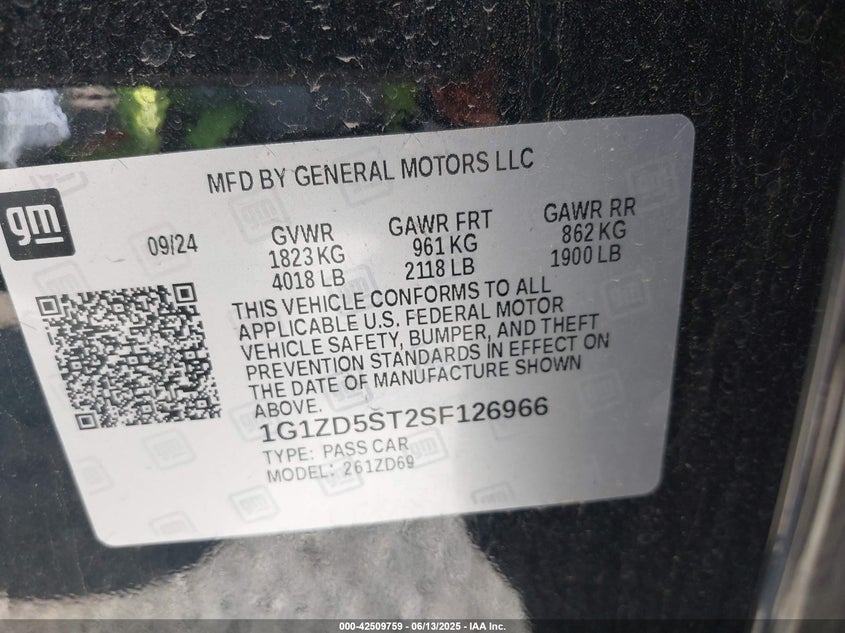 MFD BY GENERAL MOTORS LLC
gm
09/24
GVWR
1823 KG
4018 LB
GAWR FRT
961 KG
2118 LB
GAWR RR
862 KG
1900 LB
THIS VEHICLE CONFORMS TO ALL
APPLICABLE U.S. FEDERAL MOTOR
VEHICLE SAFETY, BUMPER, AND THEFT
PREVENTION STANDARDS IN EFFECT ON
THE DATE OF MANUFACTURE SHOWN
ABOVE.
1G1ZD5ST2SF126966
TYPE: PASS CAR
MODEL: 261ZD69
000-42509759 - 06/13/2025 - IAA Inc.